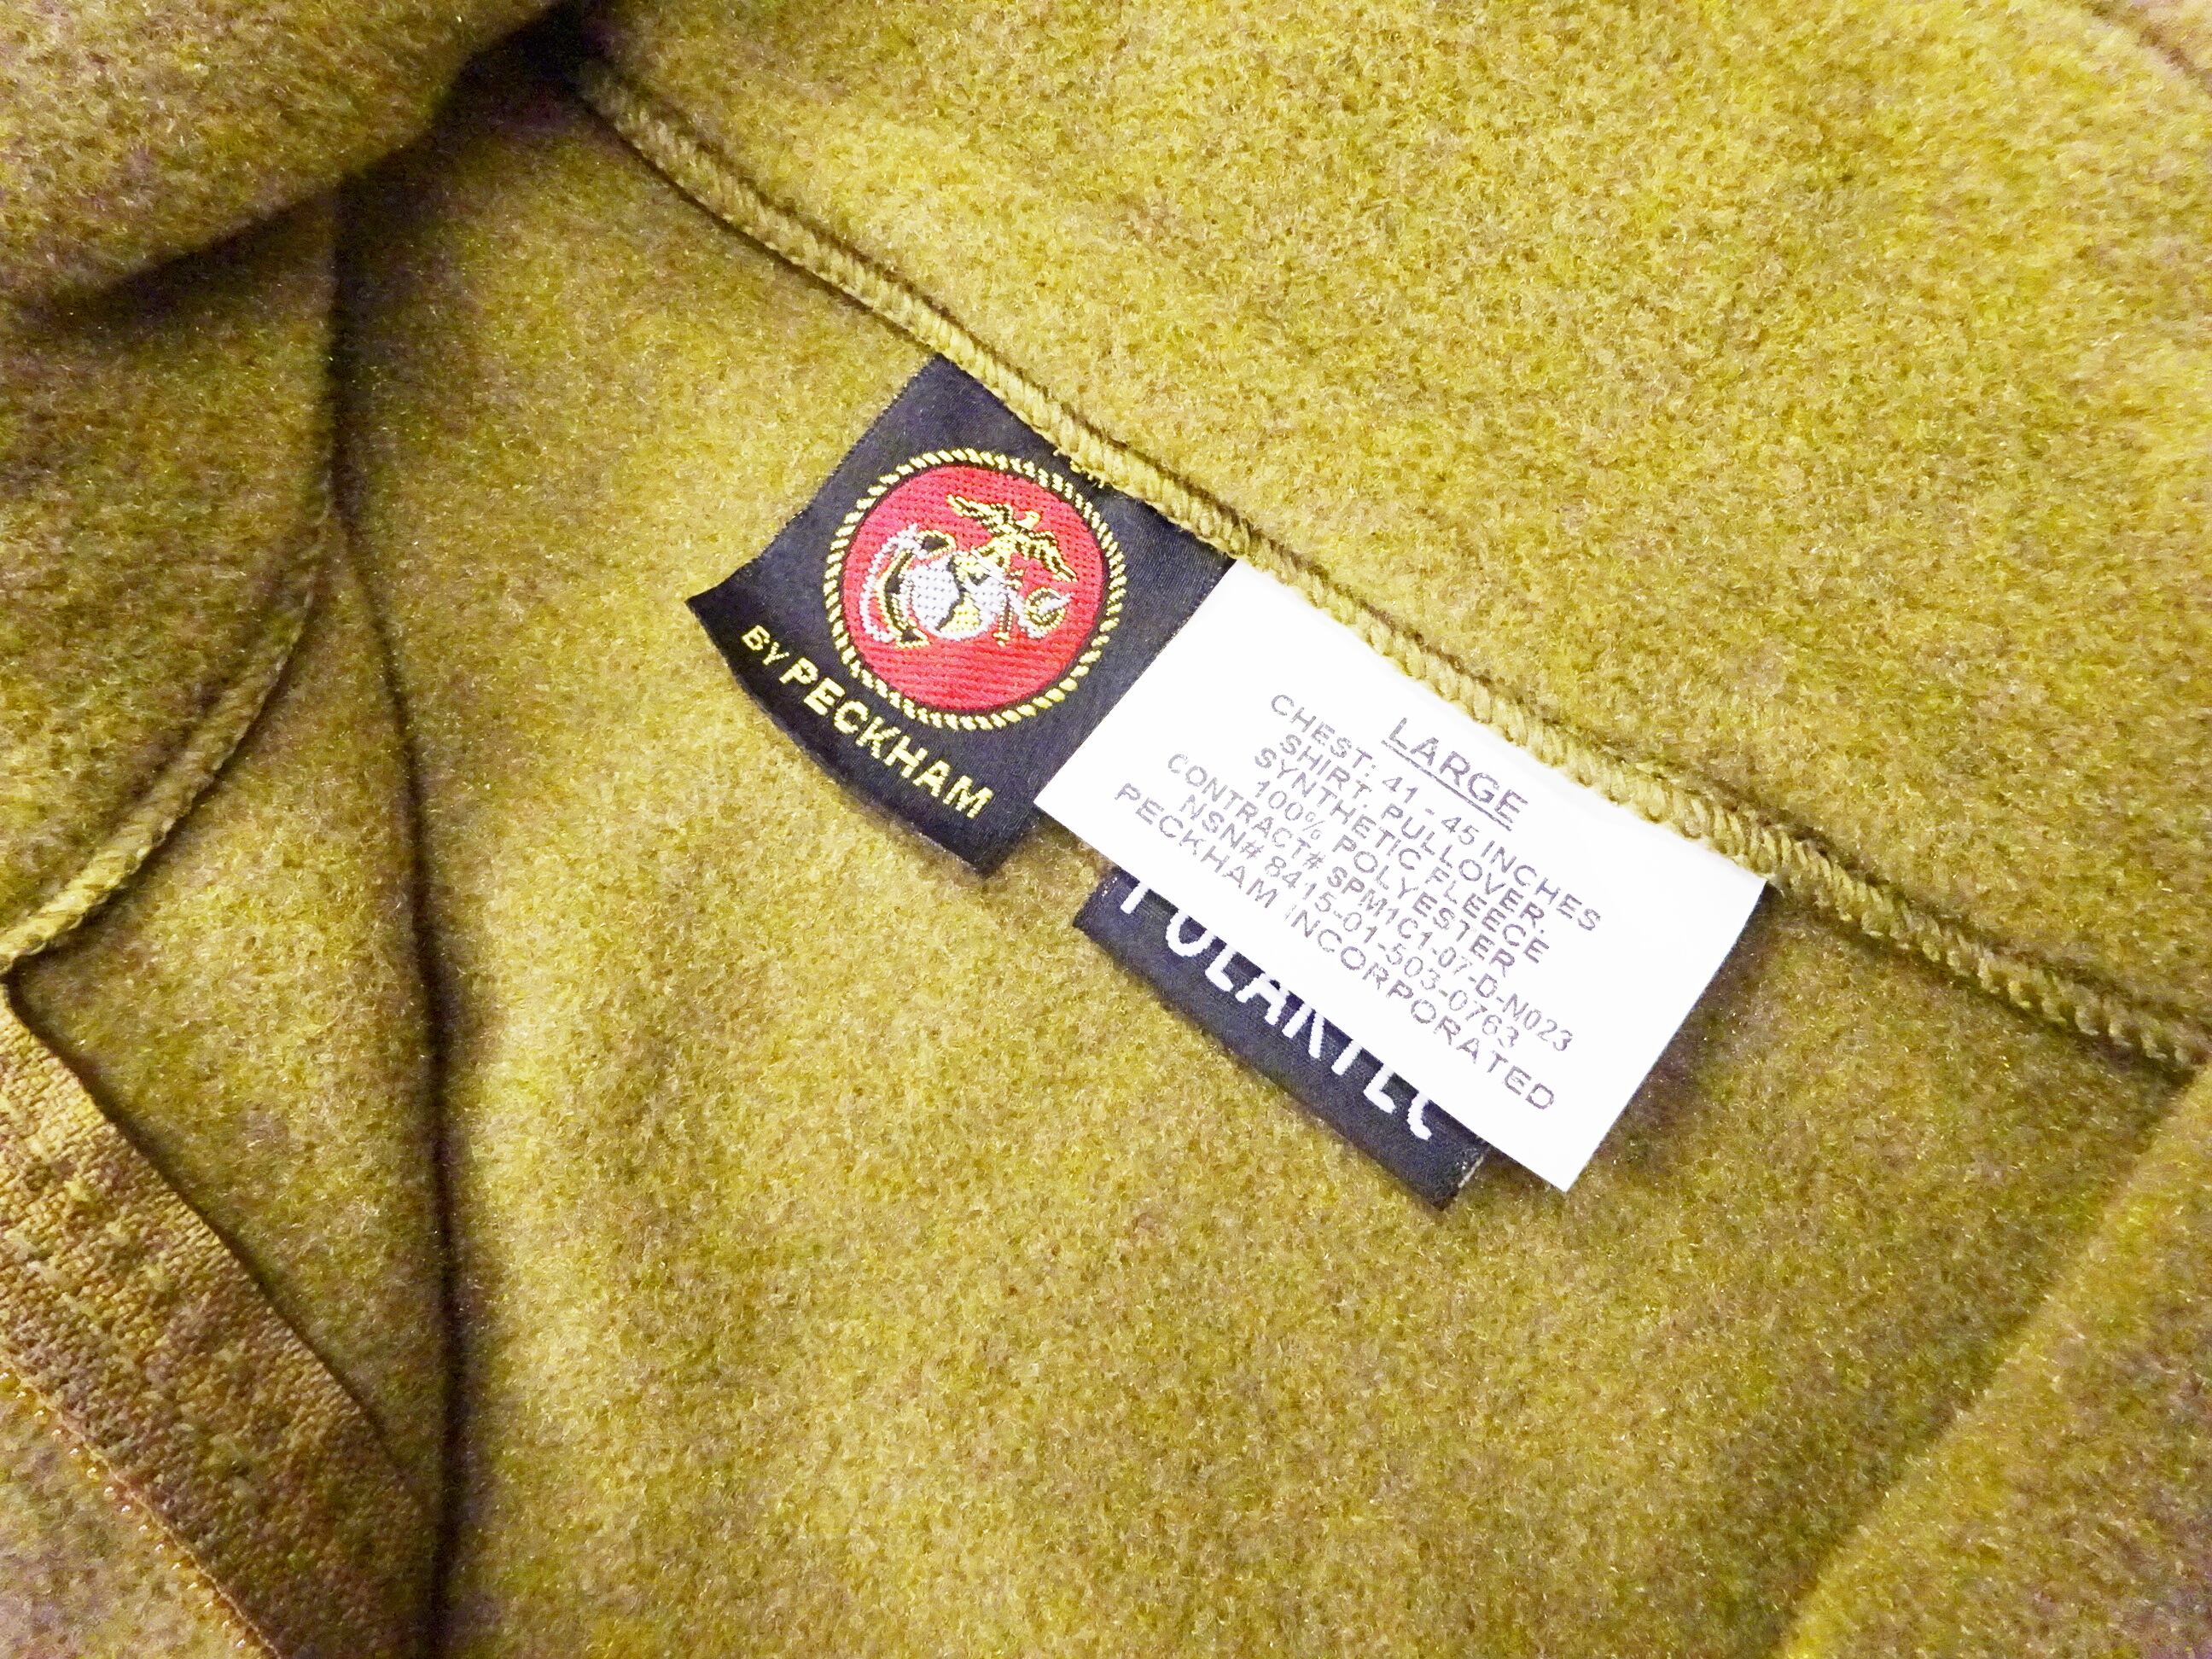 BY PECKHAM
LARGE
CHEST: 41 - 45 INCHES
SHIRT, PULLOVER.
SYNTHETIC FLEECE
100% POLYESTER
CONTRACT# SPM1C1-07-D-N023
NSN# 8415-01-503-0763
PECKHAM INCORPORATED
POLARTEC